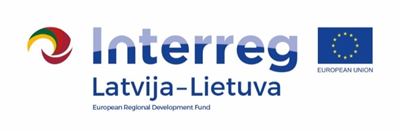 Interreg
EUROPEAN UNION
Latvija–Lietuva
European Regional Development Fund